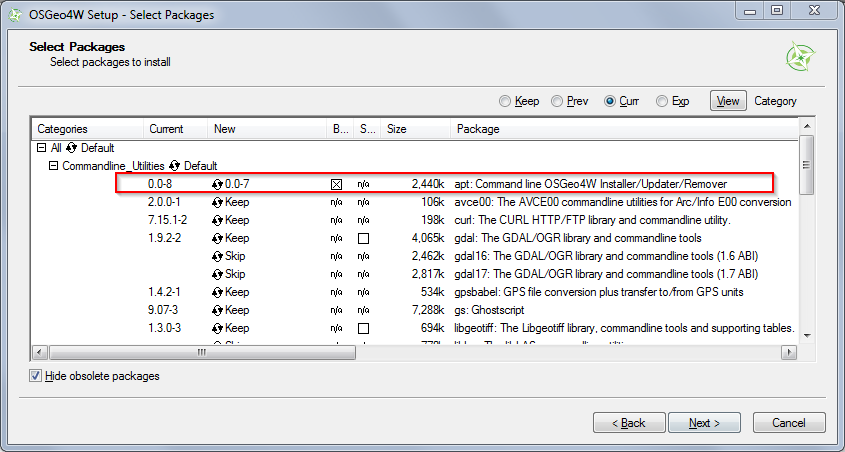 OSGeo4W Setup - Select Packages
Select Packages
Select packages to install
Keep Prev Curr Exp View Category
Categories Current New B... S... Size Package
All Default
Commandline_Utilities Default
0.0-8 0.0-7 n/a 2,440k apt: Command line OSGeo4W Installer/Updater/Remover
2.0.0-1 Keep n/a n/a 106k avce00: The AVCE00 commandline utilities for Arc/Info E00 conversion
7.15.1-2 Keep n/a n/a 198k curl: The CURL HTTP/FTP library and commandline utility.
1.9.2-2 Keep n/a 4,065k gdal: The GDAL/OGR library and commandline tools
Skip n/a n/a 2,462k gdal16: The GDAL/OGR library and commandline tools (1.6 ABI)
Skip n/a n/a 2,817k gdal17: The GDAL/OGR library and commandline tools (1.7 ABI)
1.4.2-1 Keep n/a n/a 534k gpsbabel: GPS file conversion plus transfer to/from GPS units
9.07-3 Keep n/a n/a 7,288k gs: Ghostscript
1.3.0-3 Keep n/a 694k libgeotiff: The Libgeotiff library, commandline tools and supporting tables.
Hide obsolete packages
< Back Next > Cancel